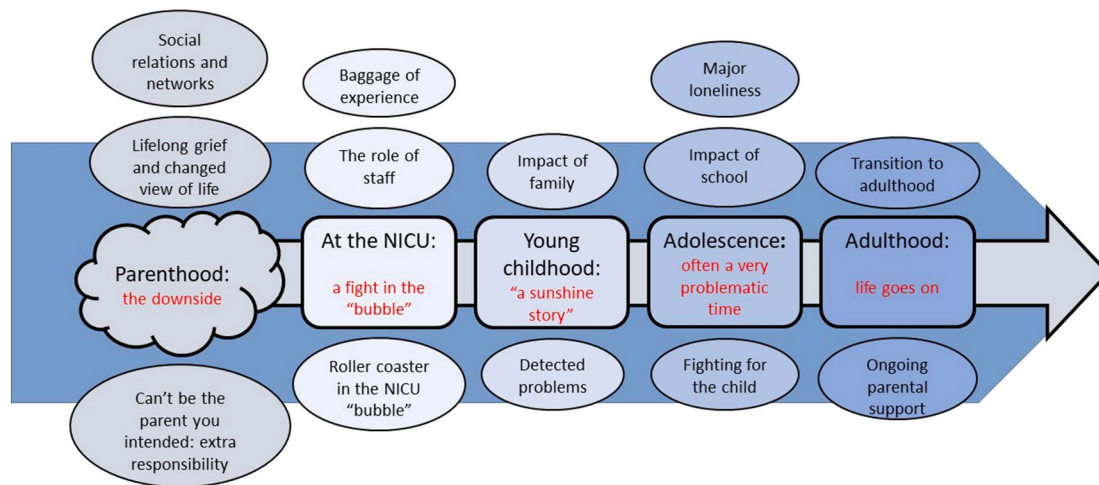 Social
relations and
networks
Lifelong grief
and changed
view of life
Parenthood:
the downside
Can’t be the
parent you
intended: extra
responsibility
Baggage of
experience
The role of
staff
At the NICU:
a fight in the
“bubble”
Roller coaster
in the NICU
“bubble”
Impact of
family
Young
childhood:
“a sunshine
story”
Detected
problems
Major
loneliness
Impact of
school
Adolescence:
often a very
problematic
time
Fighting for
the child
Transition to
adulthood
Adulthood:
life goes on
Ongoing
parental
support